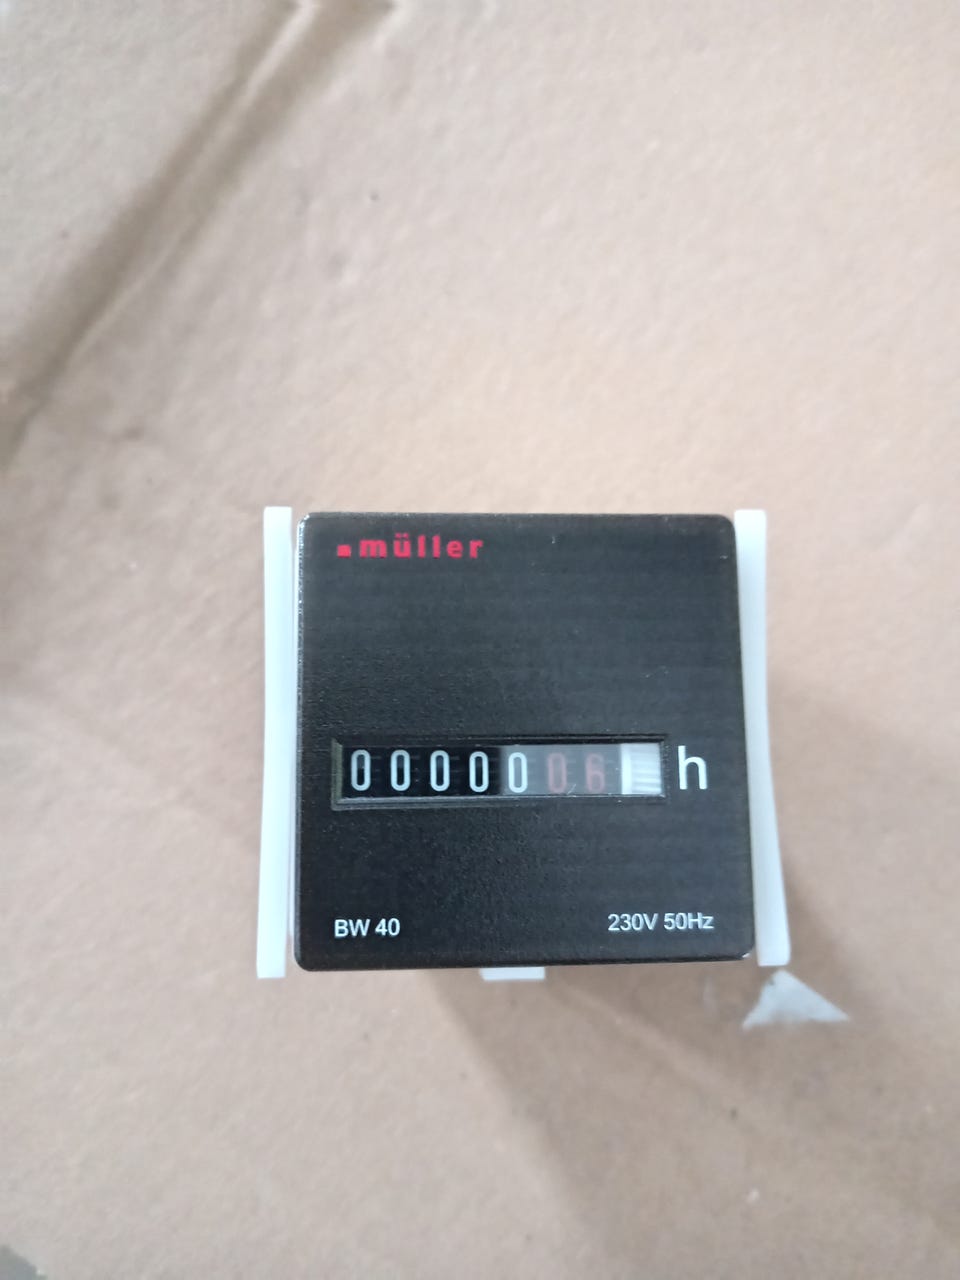 müller
0000006 h
BW 40
230V 50Hz